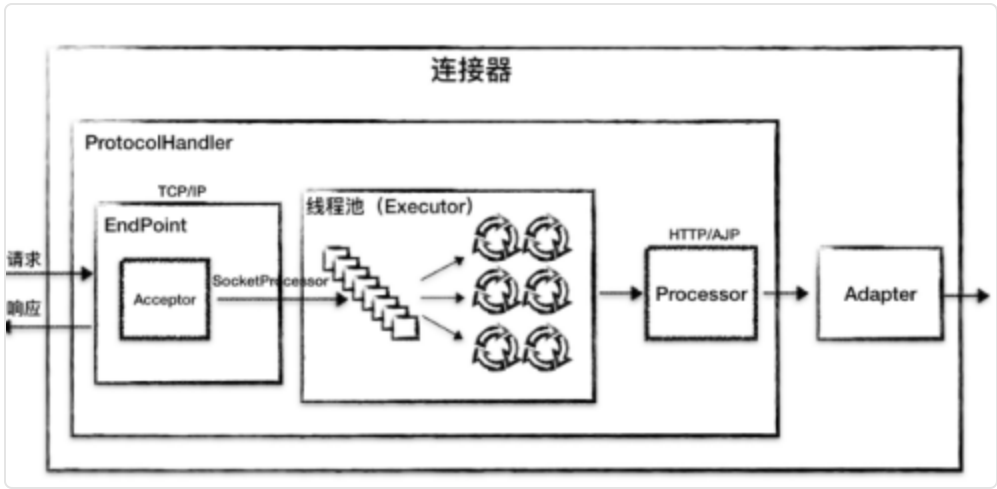 连接器
ProtocolHandler
TCP/IP
线程池（Executor）
EndPoint
HTTP/AJP
请求
SocketProcessor
Acceptor
Processor
Adapter
响应